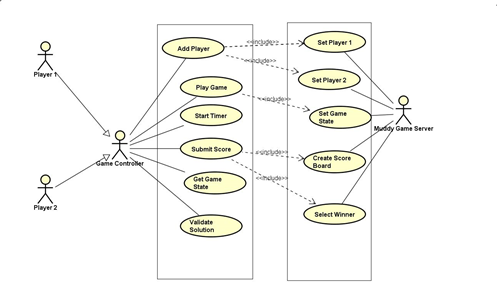 Player 1
Player 2
Game Controller
Add Player
Play Game
Start Timer
Submit Score
Get Game
State
Validate
Solution
<<include>>
<<include>>
<<include>>
<<include>>
<<include>>
Set Player 1
Set Player 2
Set Game
State
Create Score
Board
Select Winner
Muddy Game Server